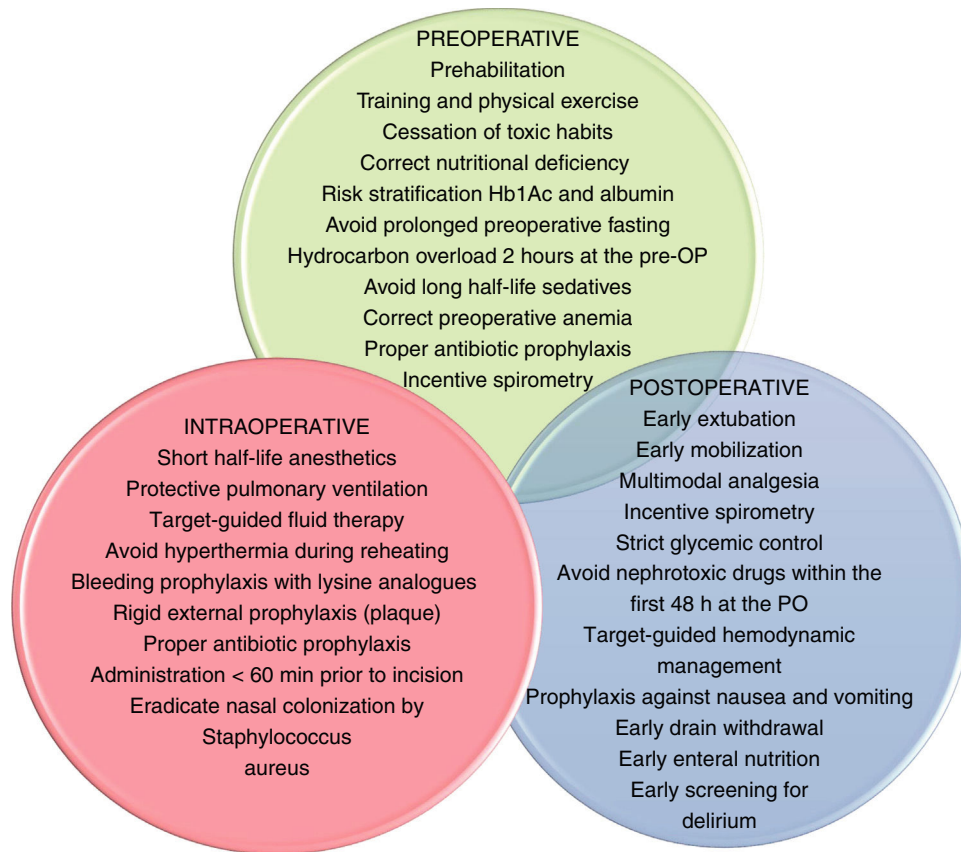 PREOPERATIVE
Prehabilitation
Training and physical exercise
Cessation of toxic habits
Correct nutritional deficiency
Risk stratification Hb1Ac and albumin
Avoid prolonged preoperative fasting
Hydrocarbon overload 2 hours at the pre-OP
Avoid long half-life sedatives
Correct preoperative anemia
Proper antibiotic prophylaxis
Incentive spirometry
INTRAOPERATIVE
Short half-life anesthetics
Protective pulmonary ventilation
Target-guided fluid therapy
Avoid hyperthermia during reheating
Bleeding prophylaxis with lysine analogues
Rigid external prophylaxis (plaque)
Proper antibiotic prophylaxis
Administration < 60 min prior to incision
Eradicate nasal colonization by
Staphylococcus
aureus
POSTOPERATIVE
Early extubation
Early mobilization
Multimodal analgesia
Incentive spirometry
Strict glycemic control
Avoid nephrotoxic drugs within the
first 48 h at the PO
Target-guided hemodynamic
management
Prophylaxis against nausea and vomiting
Early drain withdrawal
Early enteral nutrition
Early screening for
delirium